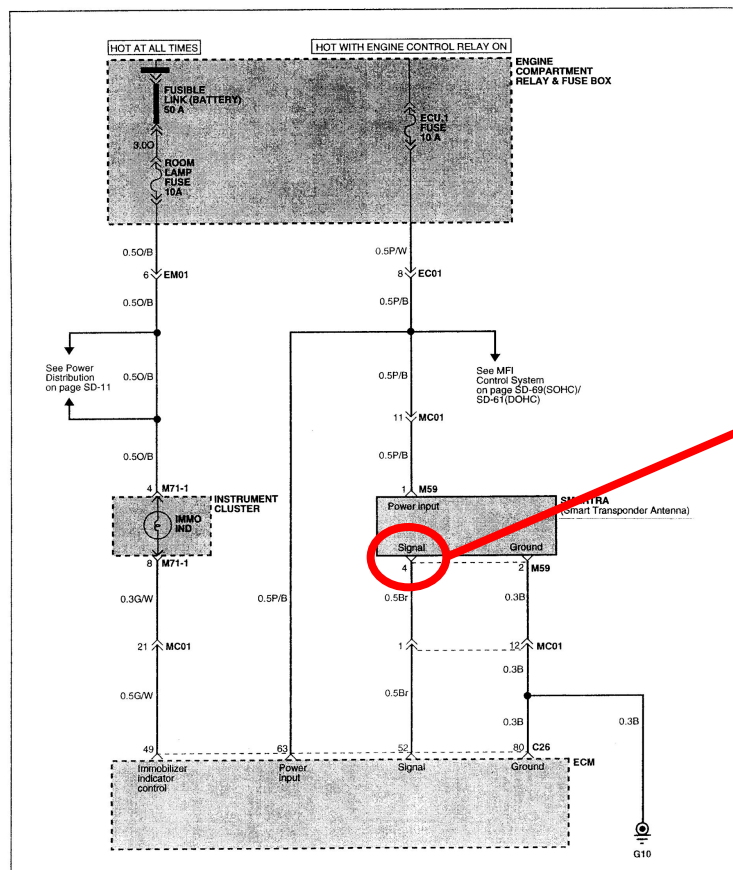 HOT AT ALL TIMES
HOT WITH ENGINE CONTROL RELAY ON
ENGINE
COMPARTMENT
RELAY & FUSE BOX
FUSIBLE
LINK (BATTERY)
50 A
ECU,1
FUSE
10 A
3.0O
ROOM
LAMP
FUSE
10A
0.5O/B
0.5P/W
6 EM01
8 EC01
0.5O/B
0.5P/B
See Power
Distribution
on page SD-11
0.5O/B
0.5P/B
See MFI
Control System
on page SD-69(SOHC)/
SD-61(DOHC)
11 MC01
0.5O/B
0.5P/B
4 M71-1
1 M59
INSTRUMENT
CLUSTER
IMMO
IND
Power input
(Smart Transponder Antenna)
Signal
Ground
8 M71-1
4
2 M59
0.3G/W
0.5P/B
0.5Br
0.3B
21 MC01
1
12 MC01
0.3B
0.5G/W
0.5Br
0.3B
0.3B
49
63
52
80 C26
ECM
Immobilizer
indicator
control
Power
input
Signal
Ground
G10